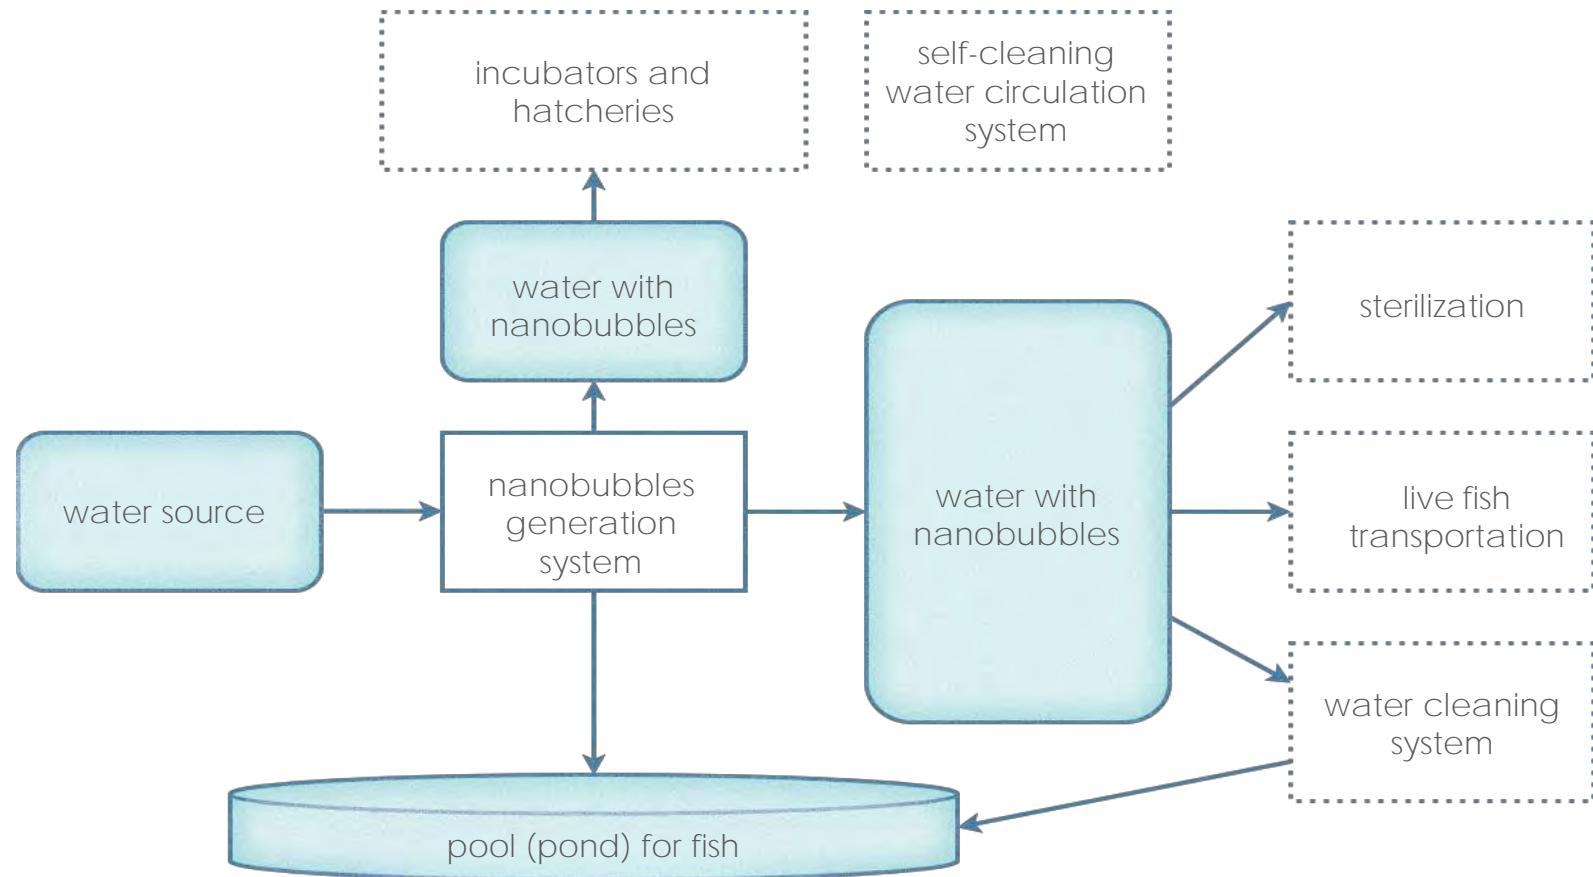 incubators and
hatcheries
self-cleaning
water circulation
system
water with
nanobubbles
sterilization
water source
nanobubbles
generation
system
water with
nanobubbles
live fish
transportation
water cleaning
system
pool (pond) for fish